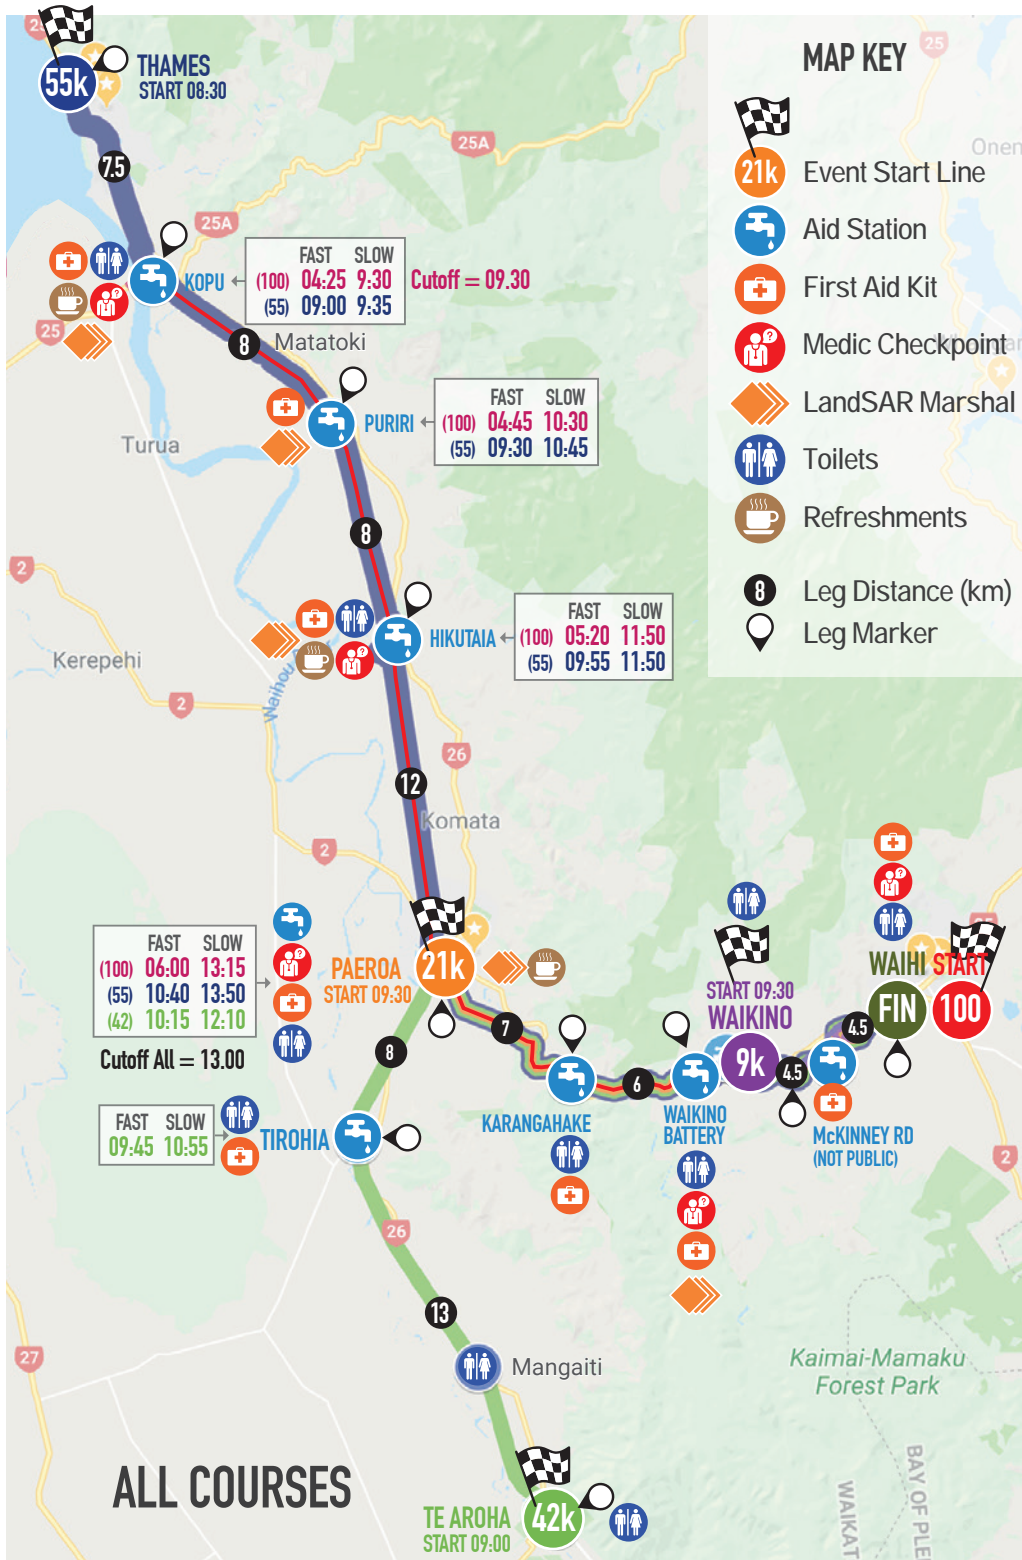 55k
THAMES
START 08:30
7.5
25A
25A
25
25
25
KOPU
FAST SLOW
(100) 04:25 9:30
(55) 09:00 9:35
Cutoff = 09.30
8
Matatoki
PURIRI
FAST SLOW
(100) 04:45 10:30
(55) 09:30 10:45
Turua
8
2
HIKUTAIA
FAST SLOW
(100) 05:20 11:50
(55) 09:55 11:50
Kerepehi
Waihou
2
26
12
Komata
2
MAP KEY
21k
Event Start Line
Aid Station
First Aid Kit
Medic Checkpoint
LandSAR Marshal
Toilets
Refreshments
8
Leg Distance (km)
Leg Marker
Onem
FAST SLOW
(100) 06:00 13:15
(55) 10:40 13:50
(42) 10:15 12:10
Cutoff All = 13.00
PAEROA
START 09:30
21k
7
8
KARANGAHAKE
6
WAIKINO
BATTERY
START 09:30
WAIKINO
9k
4.5
McKINNEY RD
(NOT PUBLIC)
4.5
WAIHI
FIN
START
100
2
FAST SLOW
09:45 10:55
TIROHIA
26
13
27
Mangaiti
Kaimai-Mamaku
Forest Park
BAY OF PLE
WAIKAT
ALL COURSES
TE AROHA
START 09:00
42k